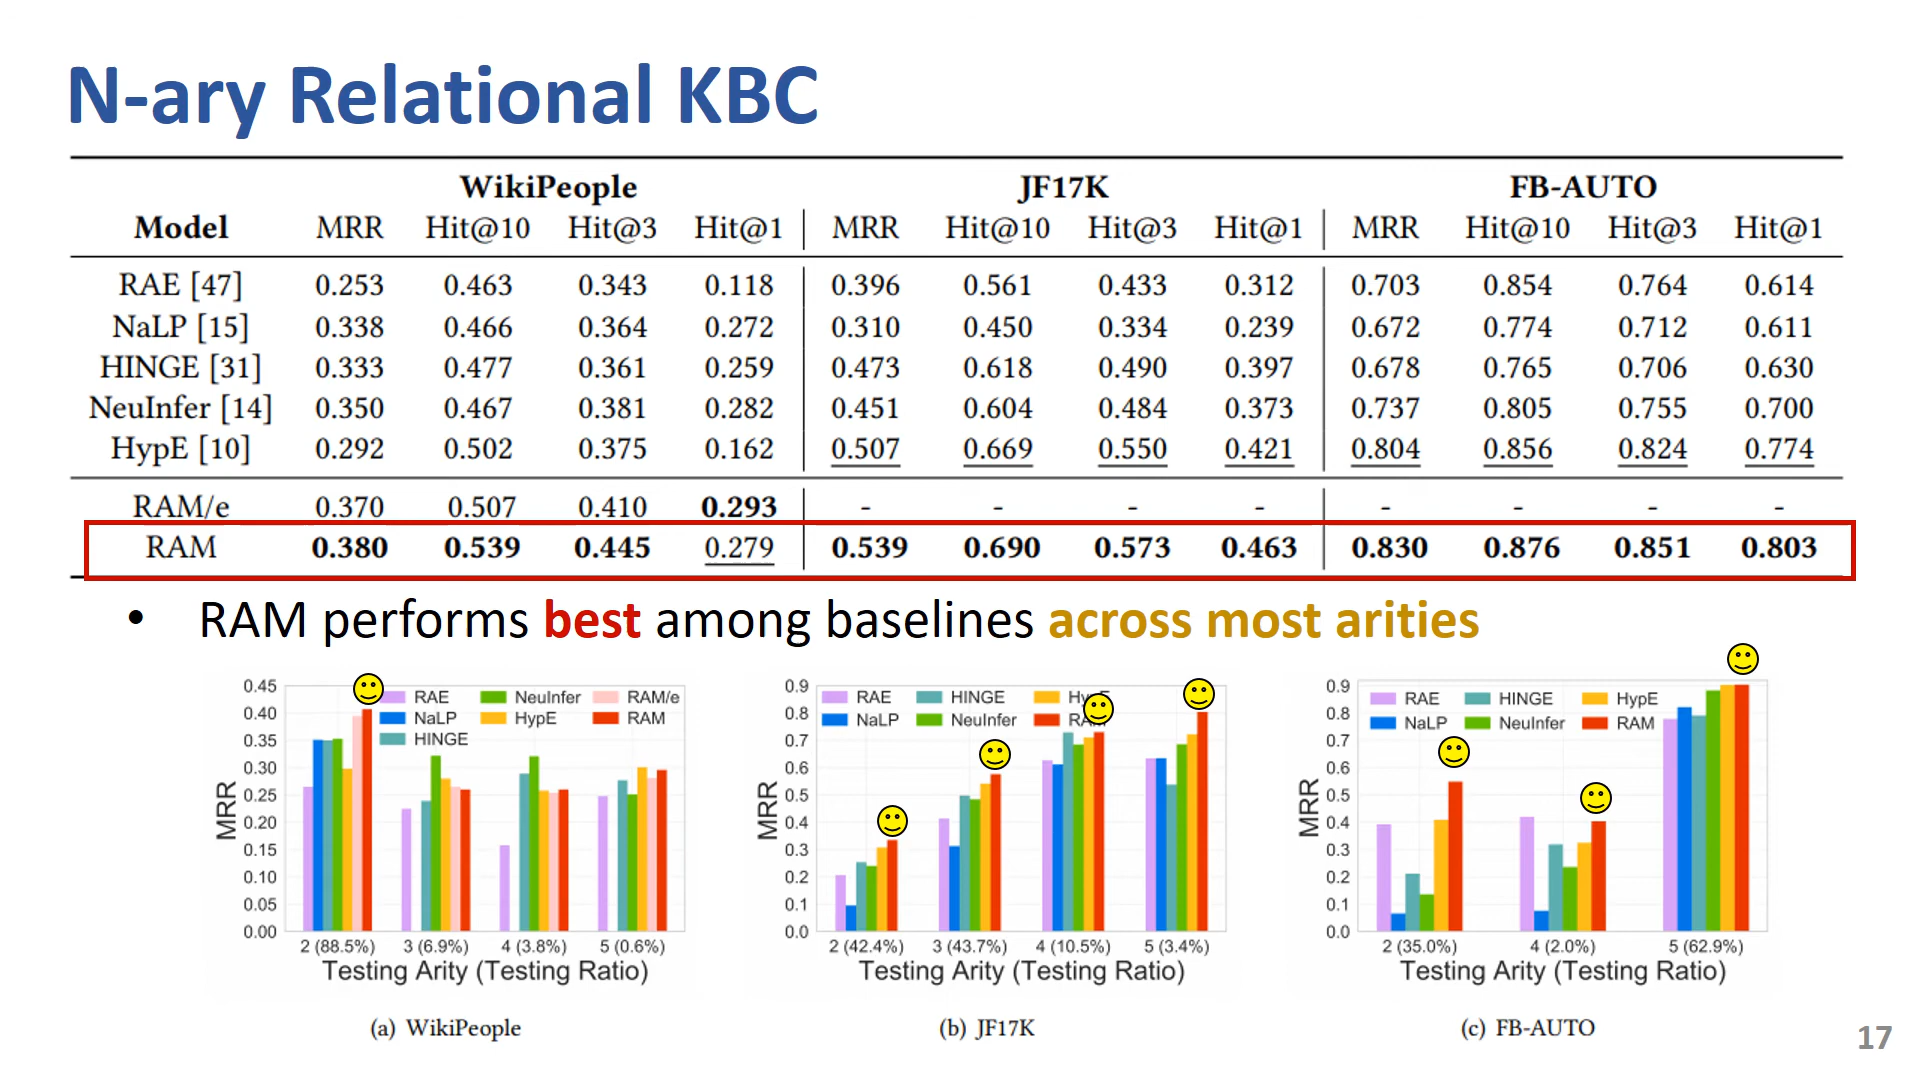 N-ary Relational KBC
WikiPeople JF17K FB-AUTO
Model MRR Hit@10 Hit@3 Hit@1 MRR Hit@10 Hit@3 Hit@1 MRR Hit@10 Hit@3 Hit@1
RAE [47] 0.253 0.463 0.343 0.118 0.396 0.561 0.433 0.312 0.703 0.854 0.764 0.614
NaLP [15] 0.338 0.466 0.364 0.272 0.310 0.450 0.334 0.239 0.672 0.774 0.712 0.611
HINGE [31] 0.333 0.477 0.361 0.259 0.473 0.618 0.490 0.397 0.678 0.765 0.706 0.630
NeuInfer [14] 0.350 0.467 0.381 0.282 0.451 0.604 0.484 0.373 0.737 0.805 0.755 0.700
HypE [10] 0.292 0.502 0.375 0.162 0.507 0.669 0.550 0.421 0.804 0.856 0.824 0.774
RAM/e 0.370 0.507 0.410 0.293 - - - - - - - -
RAM 0.380 0.539 0.445 0.279 0.539 0.690 0.573 0.463 0.830 0.876 0.851 0.803
• RAM performs best among baselines across most arities
MRR
0.45
0.40
0.35
0.30
0.25
0.20
0.15
0.10
0.05
0.00
RAE NeuInfer RAM/e
NaLP HypE RAM
HINGE
2 (88.5%) 3 (6.9%) 4 (3.8%) 5 (0.6%)
Testing Arity (Testing Ratio)
(a) WikiPeople
MRR
0.9
0.8
0.7
0.6
0.5
0.4
0.3
0.2
0.1
0.0
RAE HINGE HypE
NaLP NeuInfer RAM
2 (42.4%) 3 (43.7%) 4 (10.5%) 5 (3.4%)
Testing Arity (Testing Ratio)
(b) JF17K
MRR
0.9
0.8
0.7
0.6
0.5
0.4
0.3
0.2
0.1
0.0
RAE HINGE HypE
NaLP NeuInfer RAM
2 (35.0%) 4 (2.0%) 5 (62.9%)
Testing Arity (Testing Ratio)
(c) FB-AUTO
17